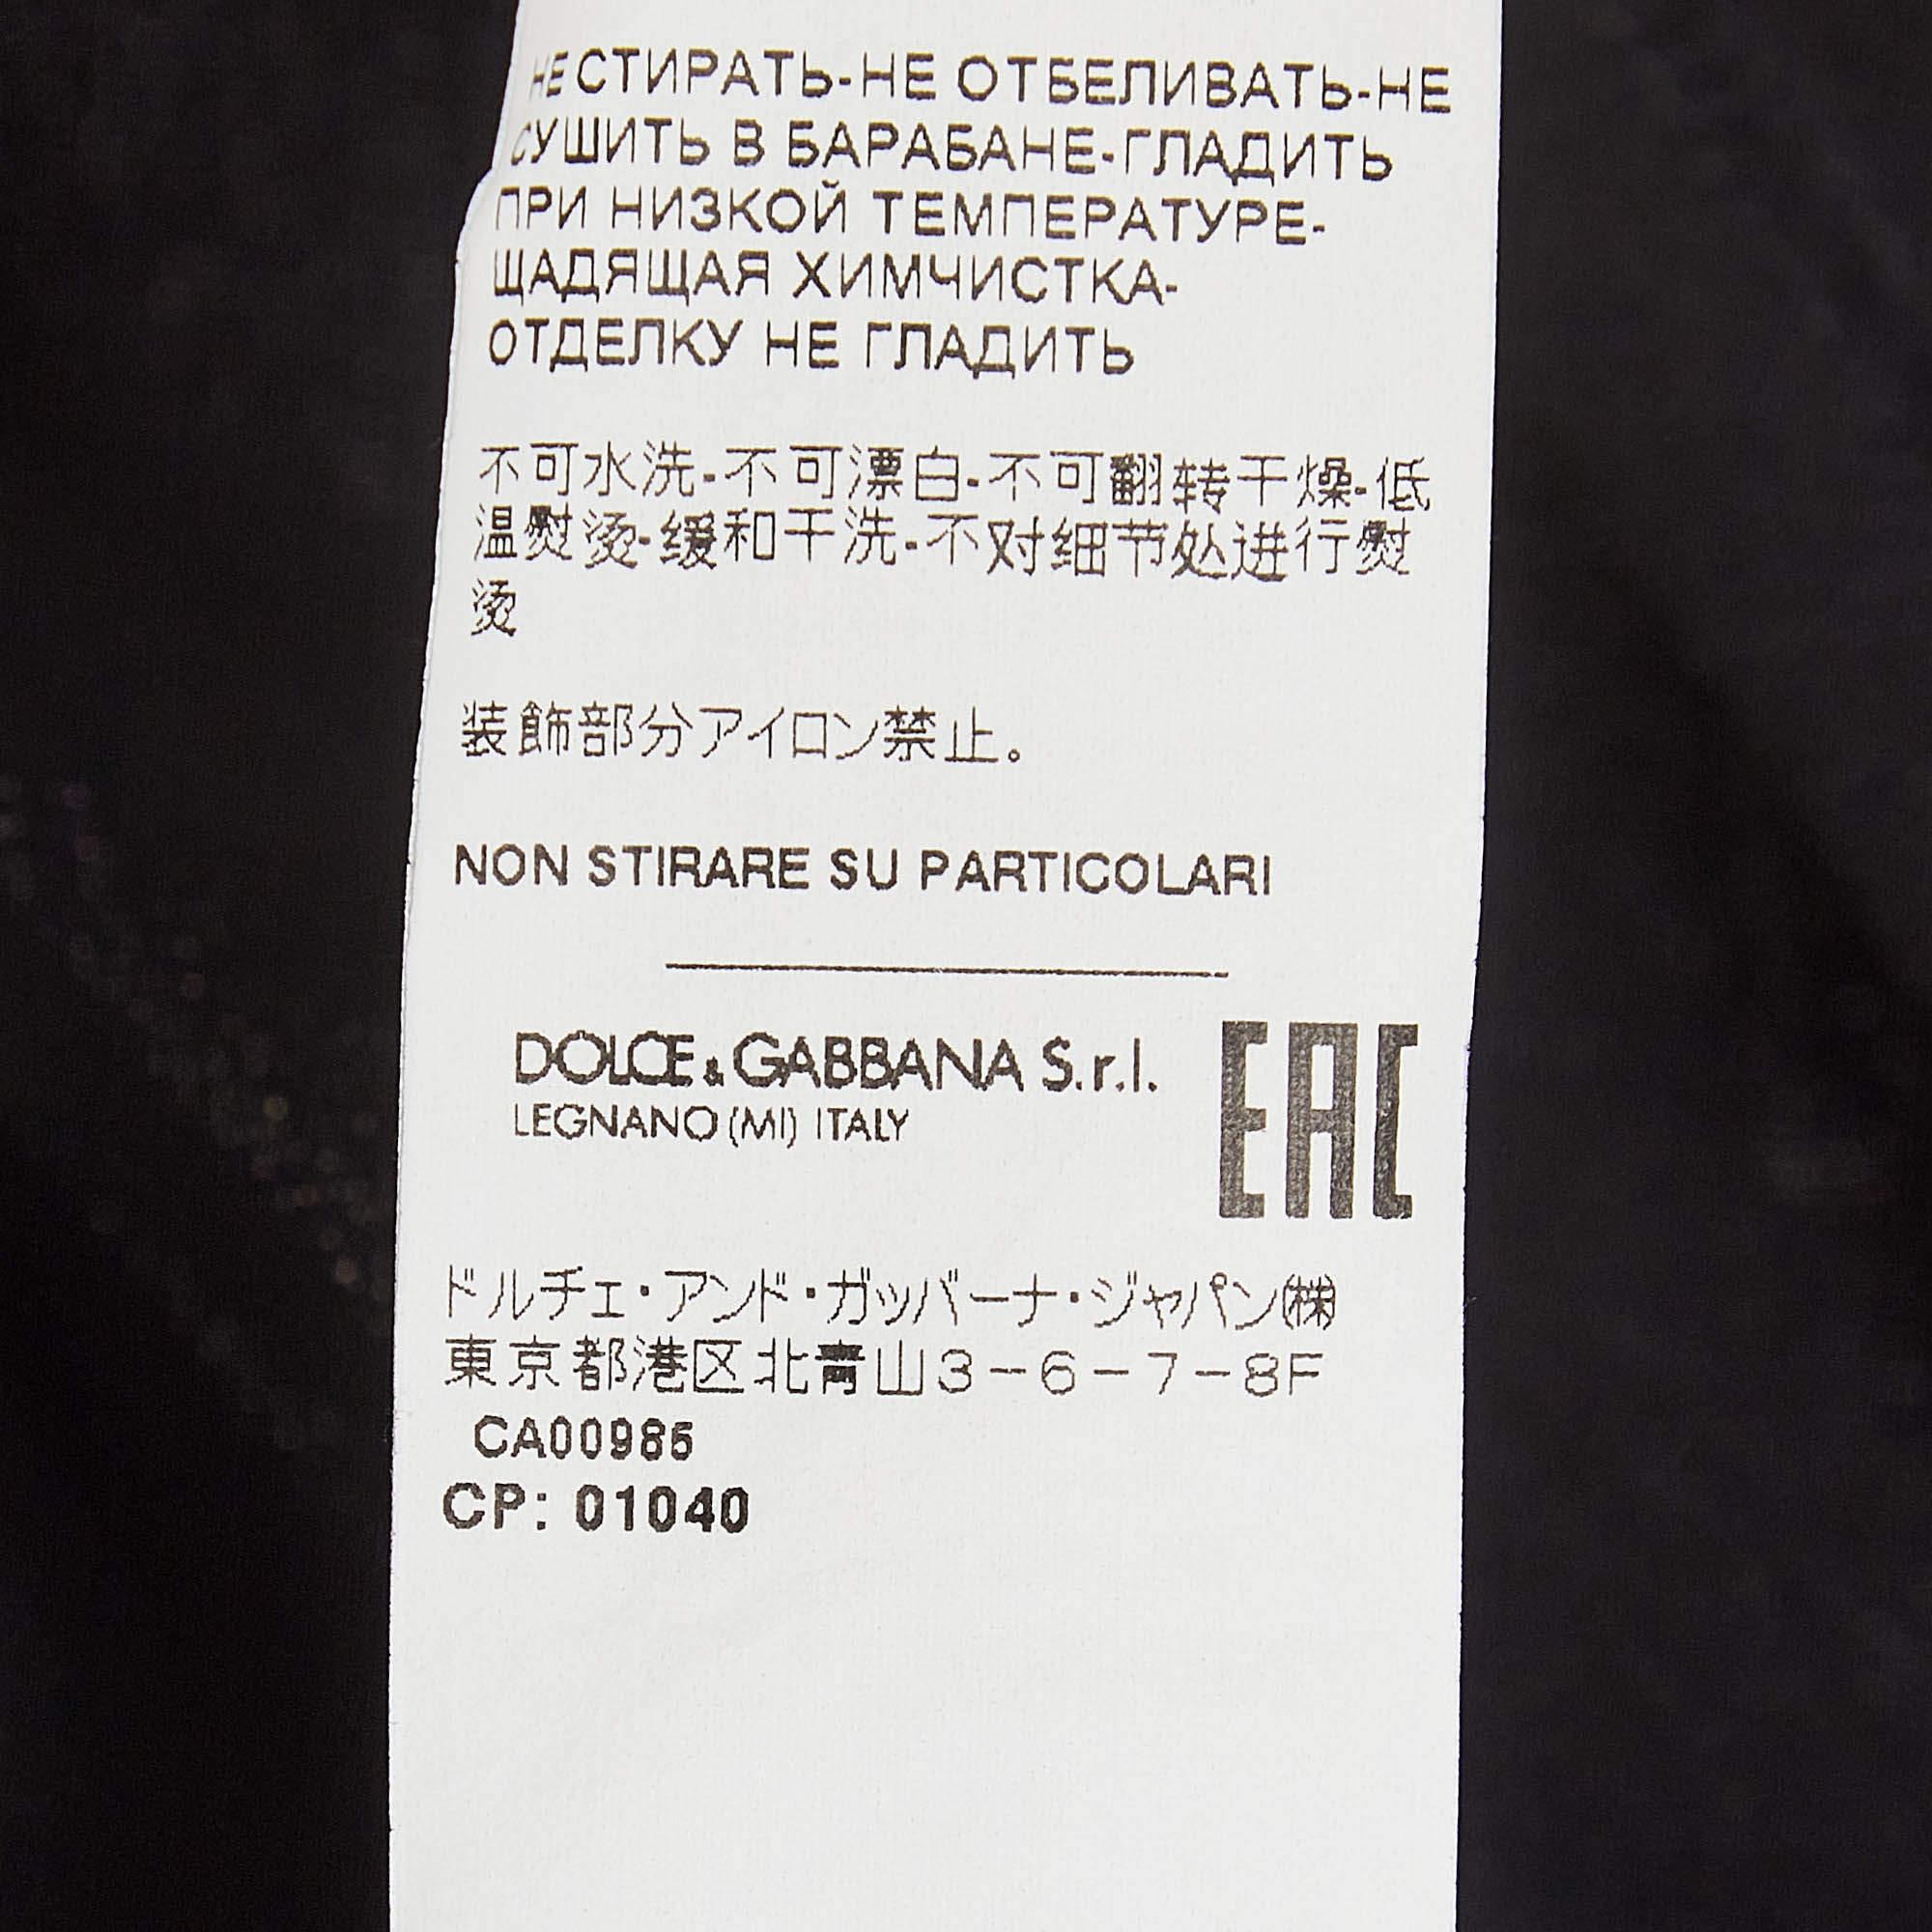 НЕ СТИРАТЬ-НЕ ОТБЕЛИВАТЬ-НЕ
СУШИТЬ В БАРАБАНЕ-ГЛАДИТЬ
ПРИ НИЗКОЙ ТЕМПЕРАТУРЕ-
ЩАДЯЩАЯ ХИМЧИСТКА-
ОТДЕЛКУ НЕ ГЛАДИТЬ
不可水洗-不可漂白-不可翻转干燥-低
温熨烫-缓和干洗-不对细节处进行熨
烫
装飾部分アイロン禁止。
NON STIRARE SU PARTICOLARI
DOLCE & GABBANA S.r.l.
LEGNANO (MI) ITALY
EAC
ドルチェ・アンド・ガッバーナ・ジャパン㈱
東京都港区北青山3-6-7-8F
CA00985
CP: 01040